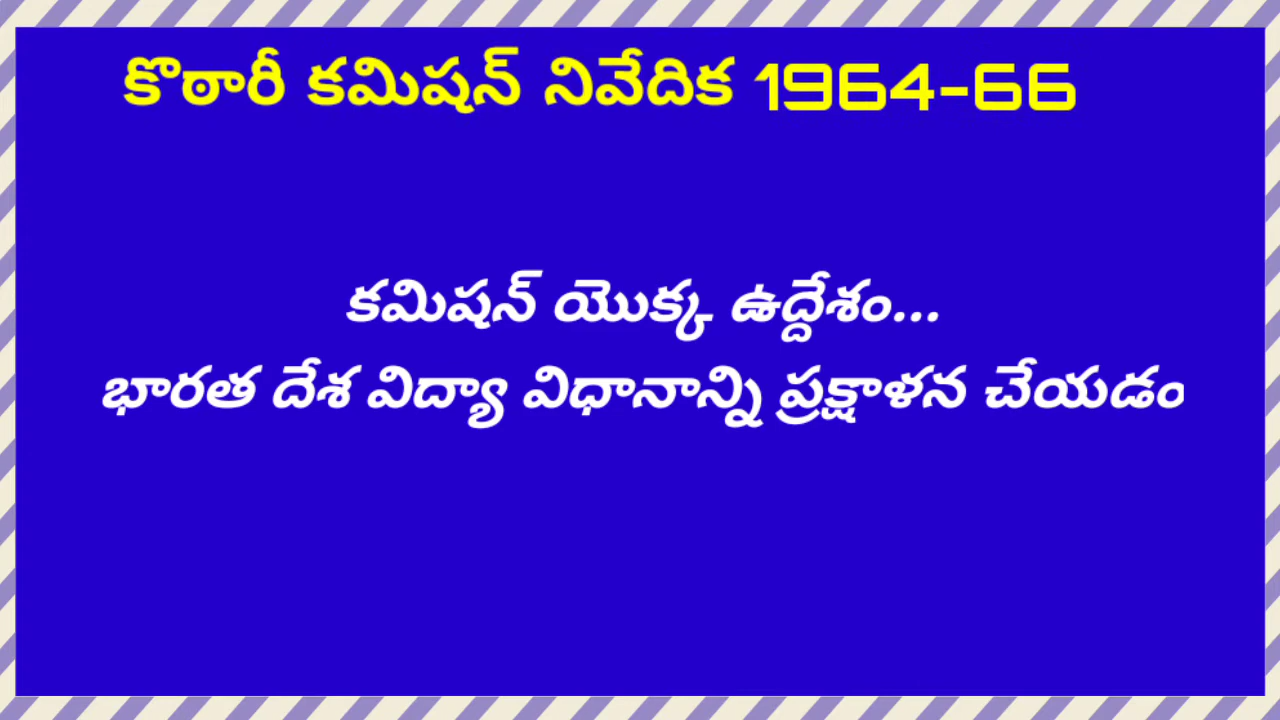 కొఠారీ కమిషన్ నివేదిక 1964-66
కమిషన్ యొక్క ఉద్దేశం...
భారత దేశ విద్యా విధానాన్ని ప్రక్షాళన చేయడం